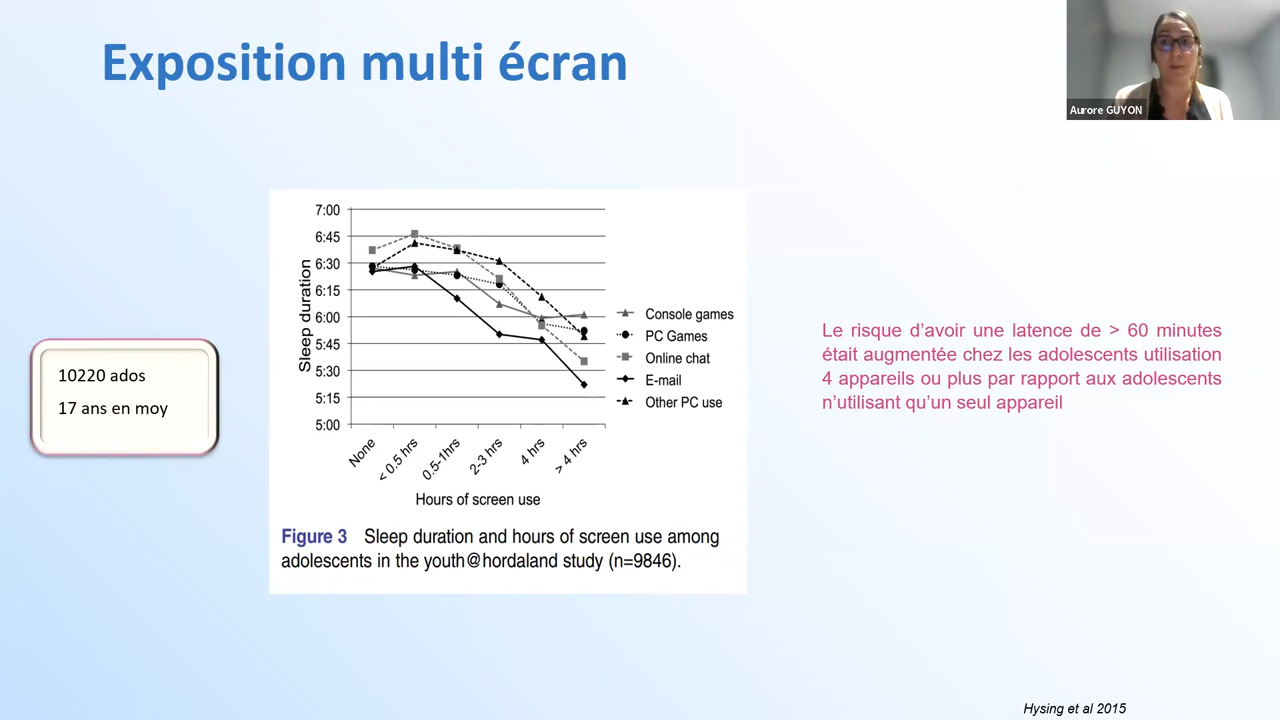 Exposition multi écran
Aurore GUYON
10220 ados
17 ans en moy
Sleep duration
7:00
6:45
6:30
6:15
6:00
5:45
5:30
5:15
5:00
None
< 0.5 hrs
0.5-1hrs
2-3 hrs
4 hrs
> 4 hrs
Hours of screen use
Console games
PC Games
Online chat
E-mail
Other PC use
Figure 3 Sleep duration and hours of screen use among
adolescents in the youth@hordaland study (n=9846).
Le risque d’avoir une latence de > 60 minutes
était augmentée chez les adolescents utilisation
4 appareils ou plus par rapport aux adolescents
n’utilisant qu’un seul appareil
Hysing et al 2015